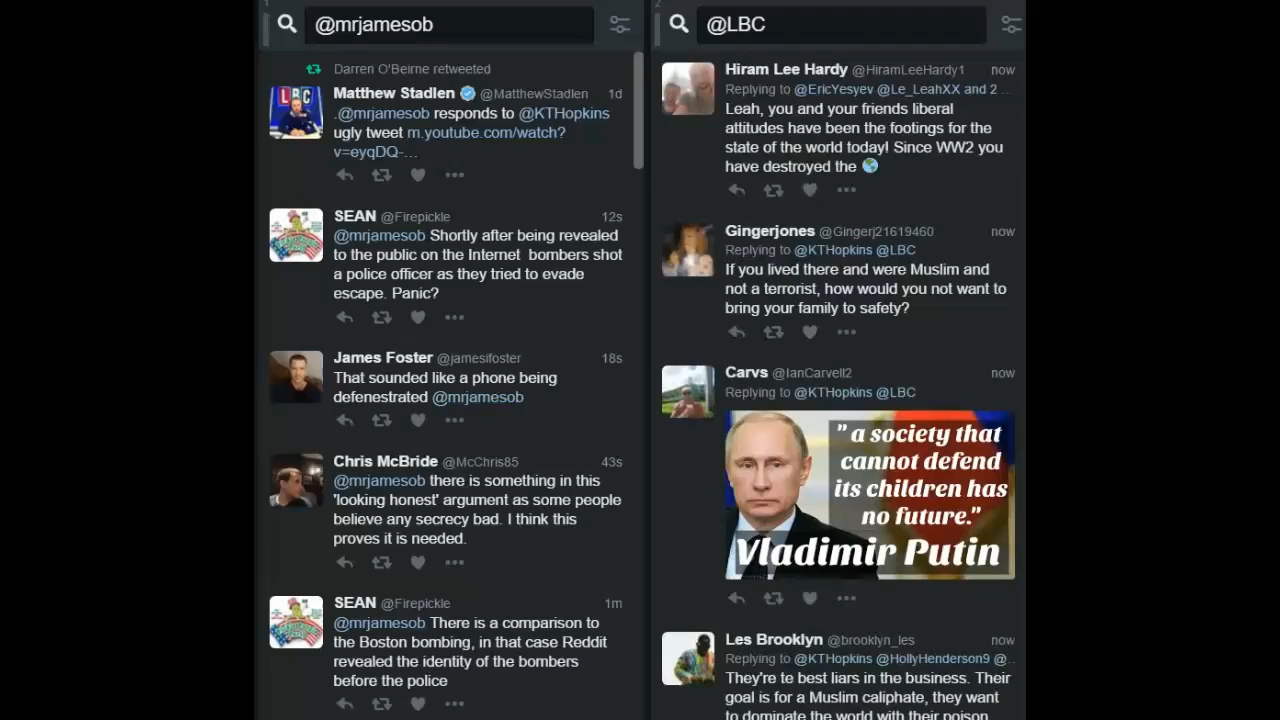 1
@mrjamesob
Darren O'Beirne retweeted
Matthew Stadlen @MatthewStadlen 1d
.@mrjamesob responds to @KTHopkins
ugly tweet m.youtube.com/watch?
v=eyqDQ-...
SEAN @Firepickle 12s
@mrjamesob Shortly after being revealed
to the public on the Internet bombers shot
a police officer as they tried to evade
escape. Panic?
James Foster @jamesifoster 18s
That sounded like a phone being
defenestrated @mrjamesob
Chris McBride @McChris85 43s
@mrjamesob there is something in this
'looking honest' argument as some people
believe any secrecy bad. I think this
proves it is needed.
SEAN @Firepickle 1m
@mrjamesob There is a comparison to
the Boston bombing, in that case Reddit
revealed the identity of the bombers
before the police
2
@LBC
Hiram Lee Hardy @HiramLeeHardy1 now
Replying to @EricYesyev @Le_LeahXX and 2 ...
Leah, you and your friends liberal
attitudes have been the footings for the
state of the world today! Since WW2 you
have destroyed the 🌎
Gingerjones @Gingerj21619460 now
Replying to @KTHopkins @LBC
If you lived there and were Muslim and
not a terrorist, how would you not want to
bring your family to safety?
Carvs @IanCarvell2 now
Replying to @KTHopkins @LBC
" a society that
cannot defend
its children has
no future."
Vladimir Putin
Les Brooklyn @brooklyn_les now
Replying to @KTHopkins @HollyHenderson9 @...
They're te best liars in the business. Their
goal is for a Muslim caliphate, they want
to dominate the world with their poison